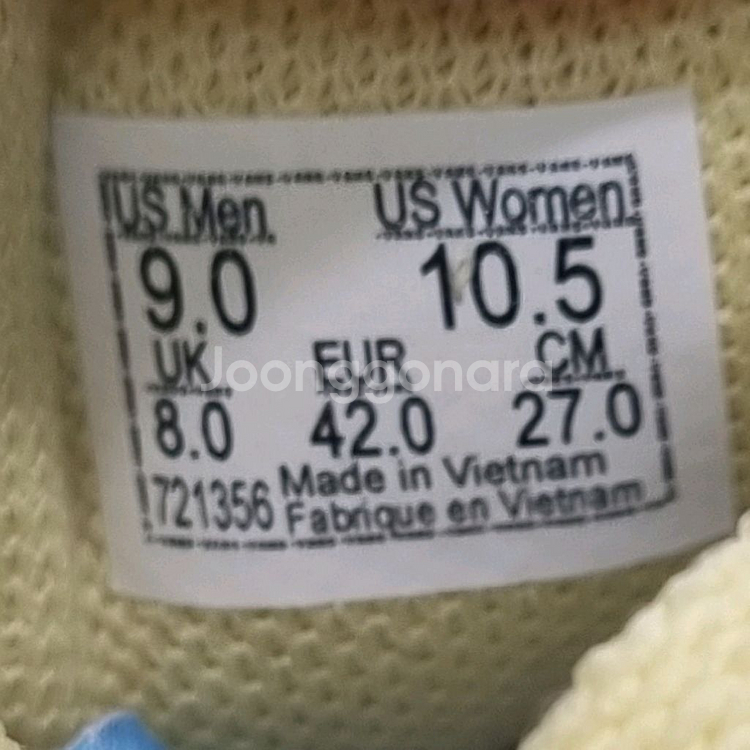 US Men US Women
9.0 10.5
UK EUR CM
Joonggonara
8.0 42.0 27.0
721356 Made in Vietnam
Fabrique en Vietnam